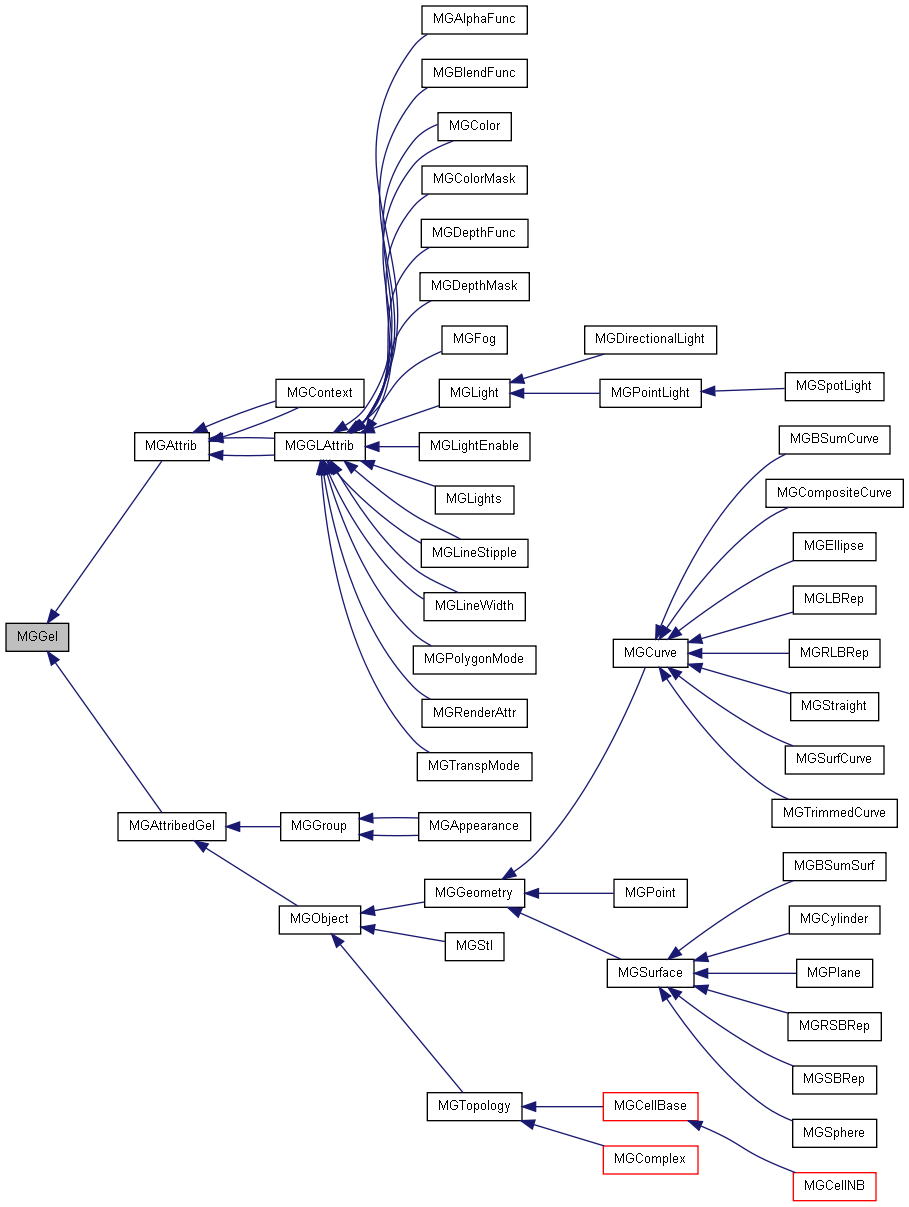 MGAlphaFunc
MGBlendFunc
MGColor
MGColorMask
MGDepthFunc
MGDepthMask
MGFog
MGDirectionalLight
MGContext
MGLight
MGPointLight
MGSpotLight
MGAttrib
MGGLAttrib
MGLightEnable
MGBSumCurve
MGLights
MGCompositeCurve
MGLineStipple
MGEllipse
MGLineWidth
MGLBRep
MGGel
MGPolygonMode
MGCurve
MGRLBRep
MGRenderAttr
MGStraight
MGTranspMode
MGSurfCurve
MGAttribedGel
MGGroup
MGAppearance
MGTrimmedCurve
MGBSumSurf
MGGeometry
MGPoint
MGObject
MGCylinder
MGStl
MGSurface
MGPlane
MGRSBRep
MGSBRep
MGTopology
MGCellBase
MGSphere
MGComplex
MGCellNB